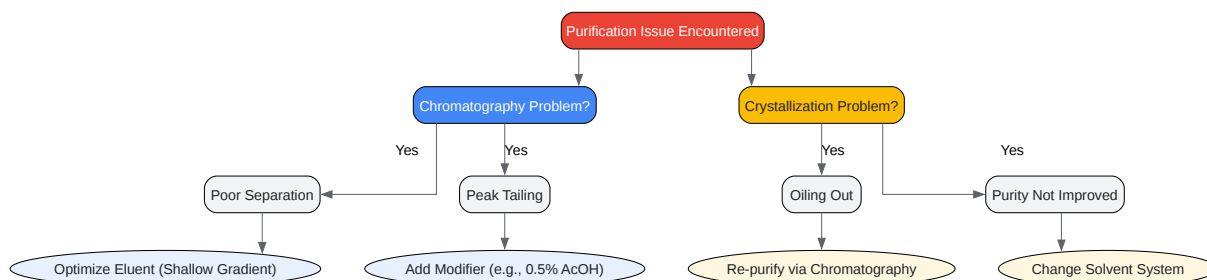 Purification Issue Encountered
Chromatography Problem?
Crystallization Problem?
Yes
Yes
Yes
Yes
Poor Separation
Peak Tailing
Oiling Out
Purity Not Improved
Optimize Eluent (Shallow Gradient)
Add Modifier (e.g., 0.5% AcOH)
Re-purify via Chromatography
Change Solvent System